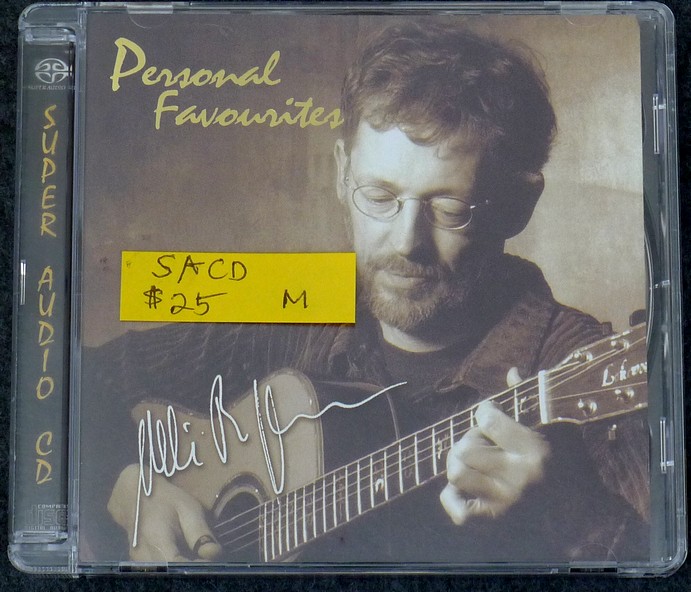 Personal
Favourites
SACD
$25 M
SUPER AUDIO CD